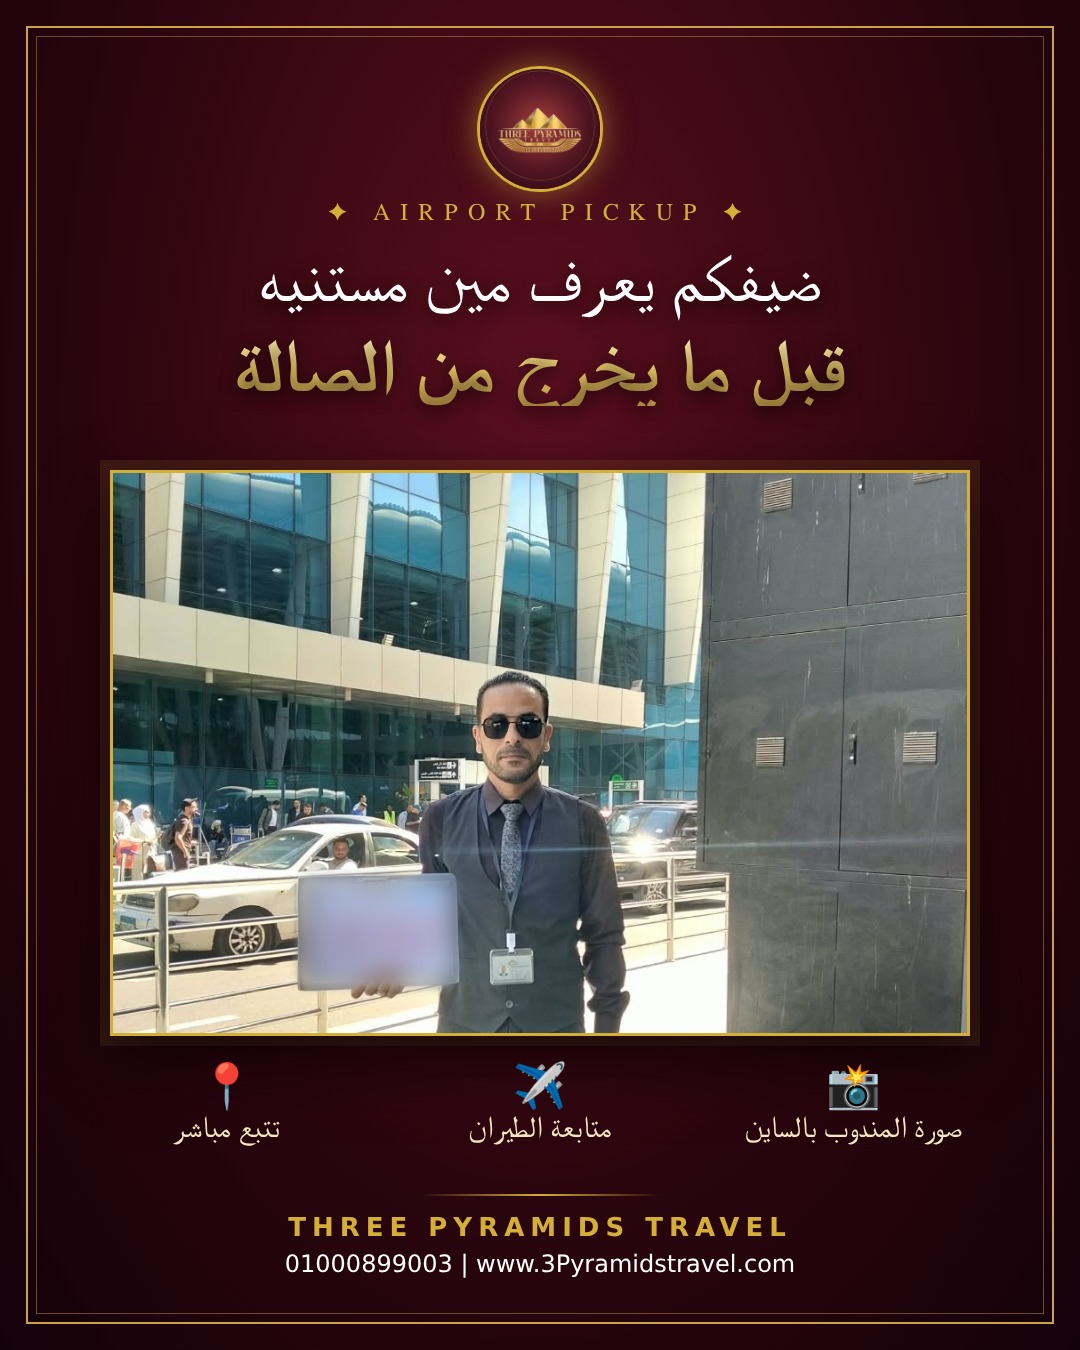 THREE PYRAMIDS
TRAVEL
✦ AIRPORT PICKUP ✦
ضيفكم يعرف مين مستنيه
قبل ما يخرج من الصالة
صورة المندوب بالساين
متابعة الطيران
تتبع مباشر
THREE PYRAMIDS TRAVEL
01000899003 | www.3Pyramidstravel.com